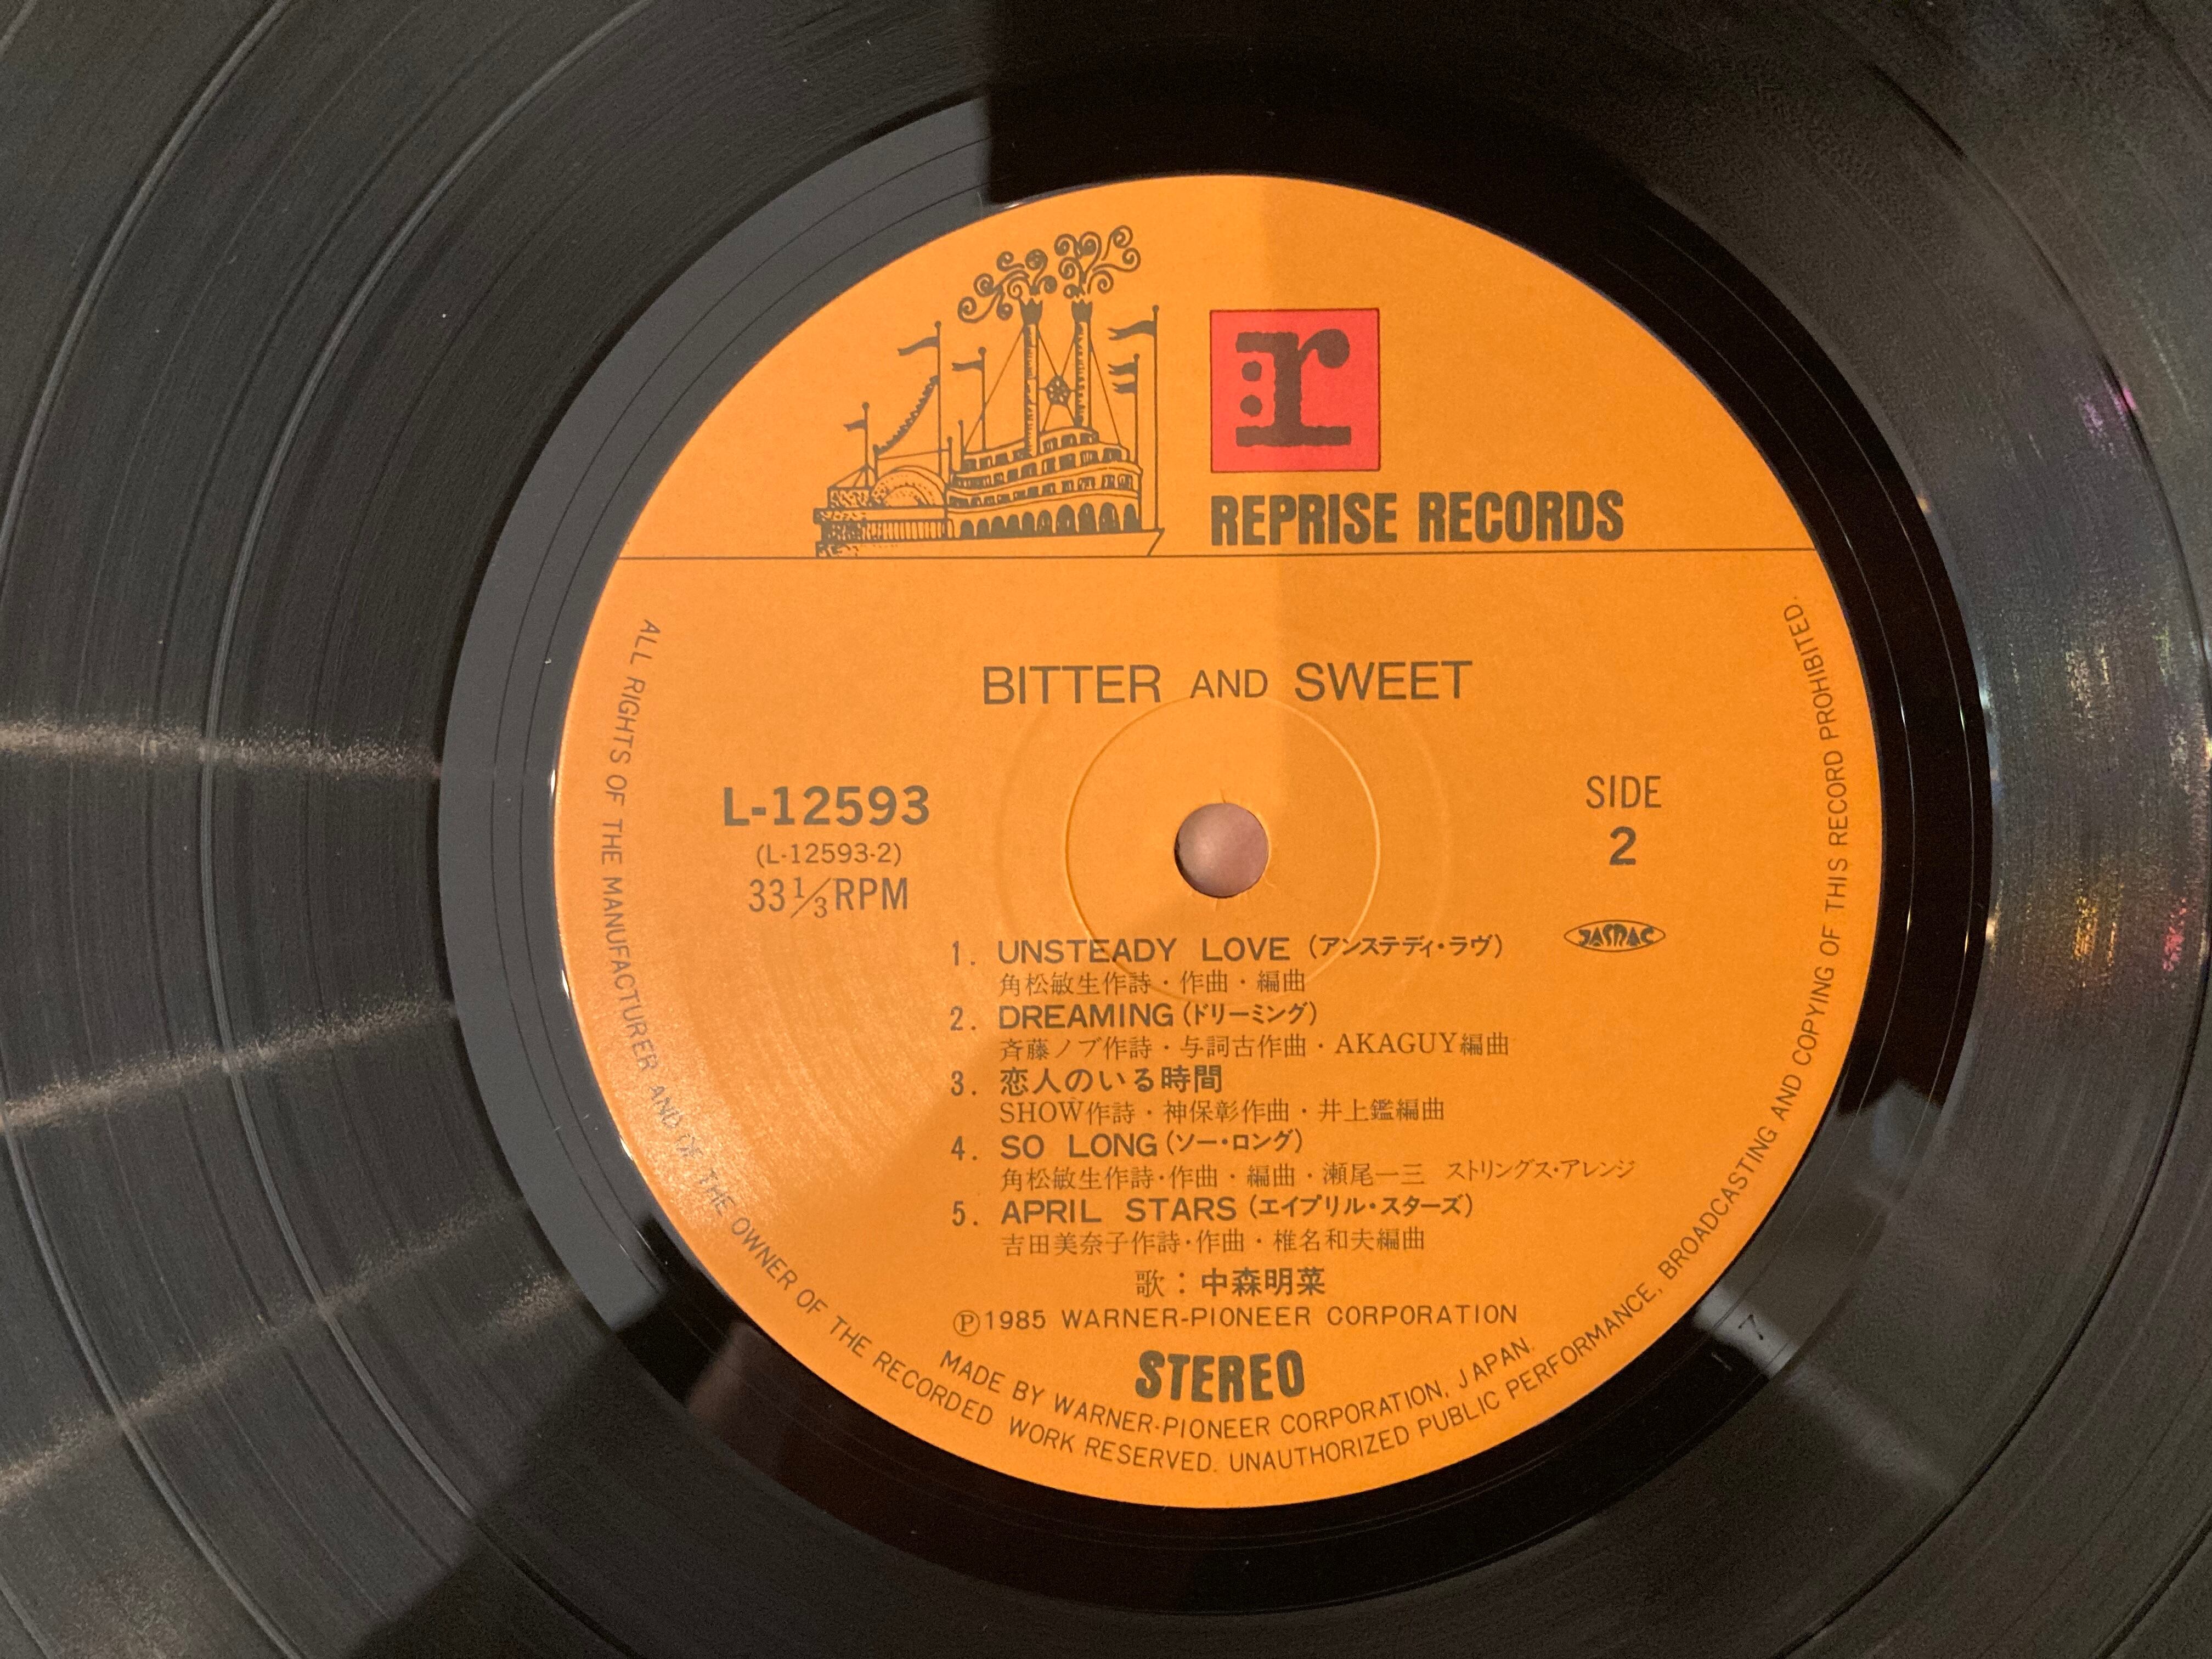 r
REPRISE RECORDS
BITTER AND SWEET
L-12593
(L-12593-2)
33 1/3 RPM
SIDE
2
JASRAC
1. UNSTEADY LOVE (アンステディ・ラヴ)
角松敏生作詩・作曲・編曲
2. DREAMING (ドリーミング)
斉藤ノブ作詩・与詞古作曲・AKAGUY編曲
3. 恋人のいる時間
SHOW作詩・神保彰作曲・井上鑑編曲
4. SO LONG (ソー・ロング)
角松敏生作詩・作曲・編曲・瀬尾一三 ストリングス・アレンジ
5. APRIL STARS (エイプリル・スターズ)
吉田美奈子作詩・作曲・椎名和夫編曲
歌：中森明菜
Ⓟ1985 WARNER-PIONEER CORPORATION
STEREO
MADE BY WARNER-PIONEER CORPORATION, JAPAN.
ALL RIGHTS OF THE MANUFACTURER AND OF THE OWNER OF THE RECORDED WORK RESERVED. UNAUTHORIZED PUBLIC PERFORMANCE, BROADCASTING AND COPYING OF THIS RECORD PROHIBITED.
7